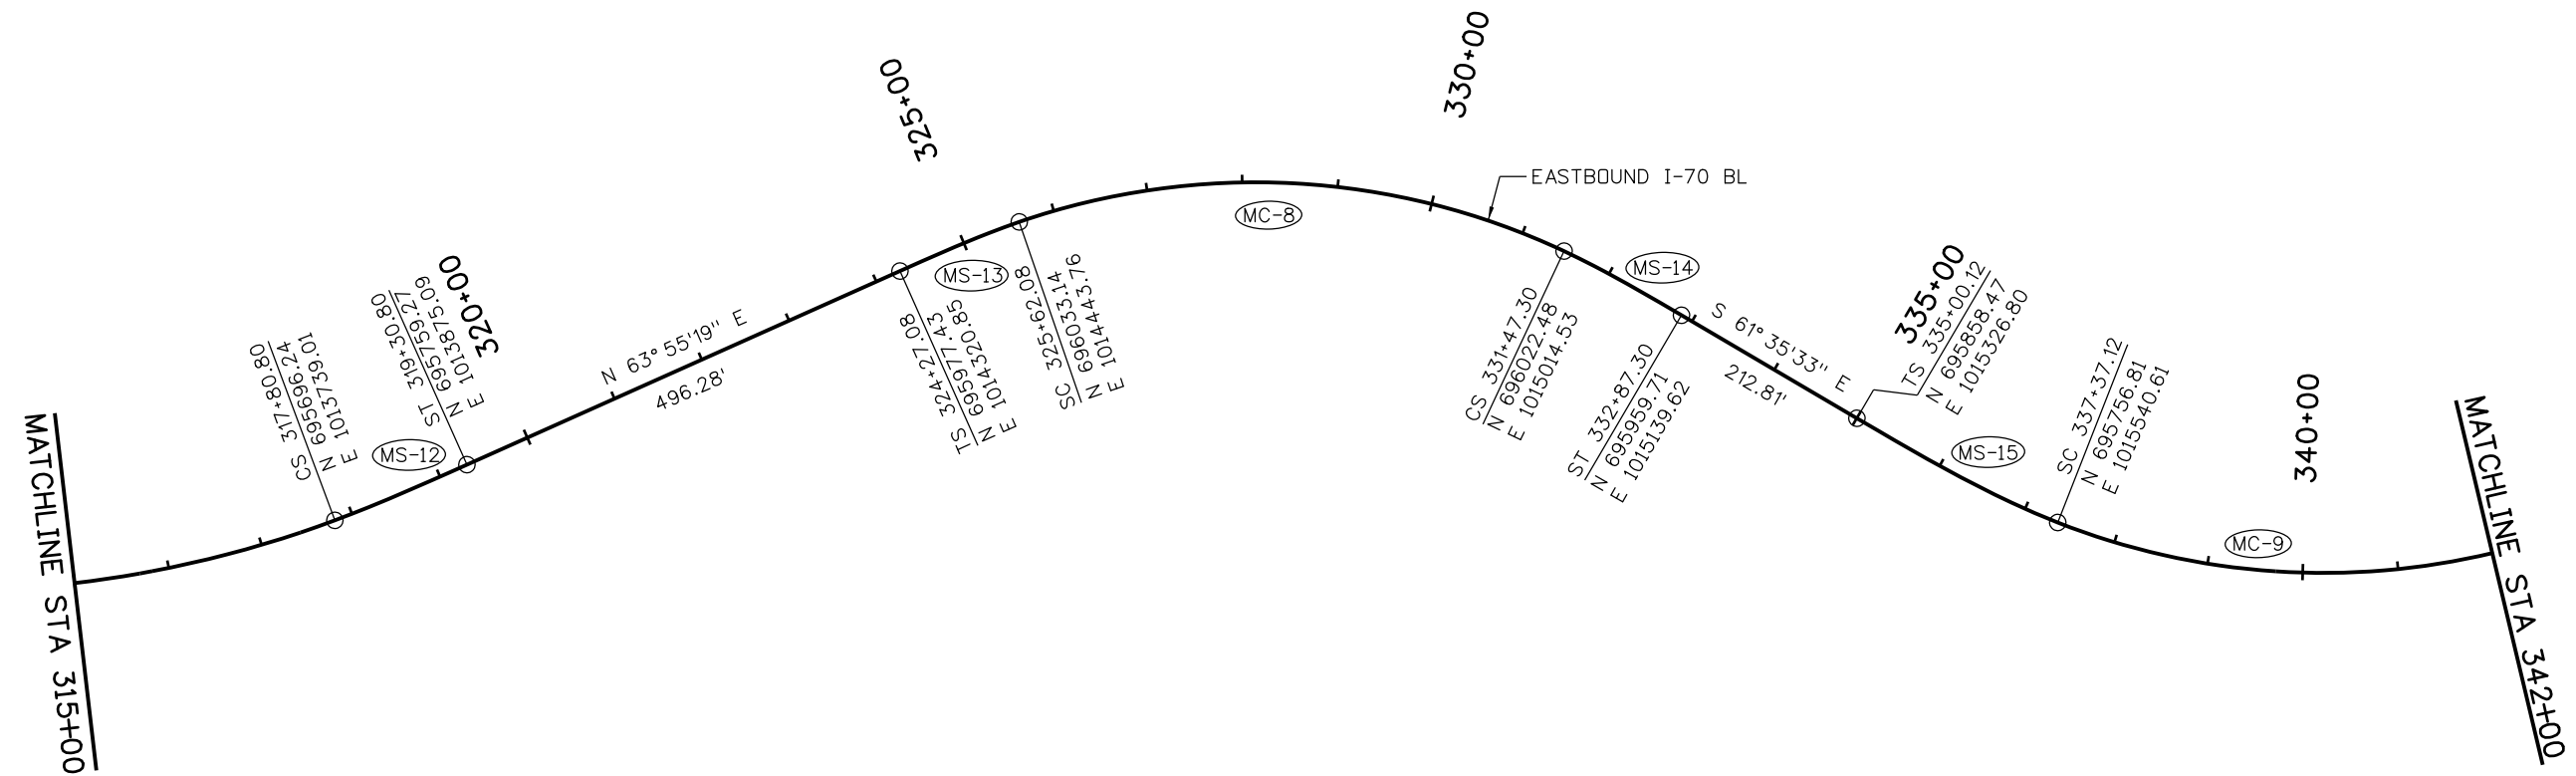 MATCHLINE STA 315+00
CS 317+80.80
N 695696.24
E 1013739.01
MS-12
ST 319+30.80
N 695759.27
E 1013875.09
320+00
N 63°55'19" E
496.28'
325+00
TS 324+27.08
N 695977.43
E 1014320.85
MS-13
SC 325+62.08
N 696033.14
E 1014443.76
MC-8
330+00
EASTBOUND I-70 BL
CS 331+47.30
N 696022.48
E 1015014.53
MS-14
ST 332+87.30
N 695959.71
E 1015139.62
S 61°35'33" E
212.81'
335+00
TS 335+00.12
N 695858.47
E 1015326.80
MS-15
SC 337+37.12
N 695756.81
E 1015540.61
MC-9
340+00
MATCHLINE STA 342+00